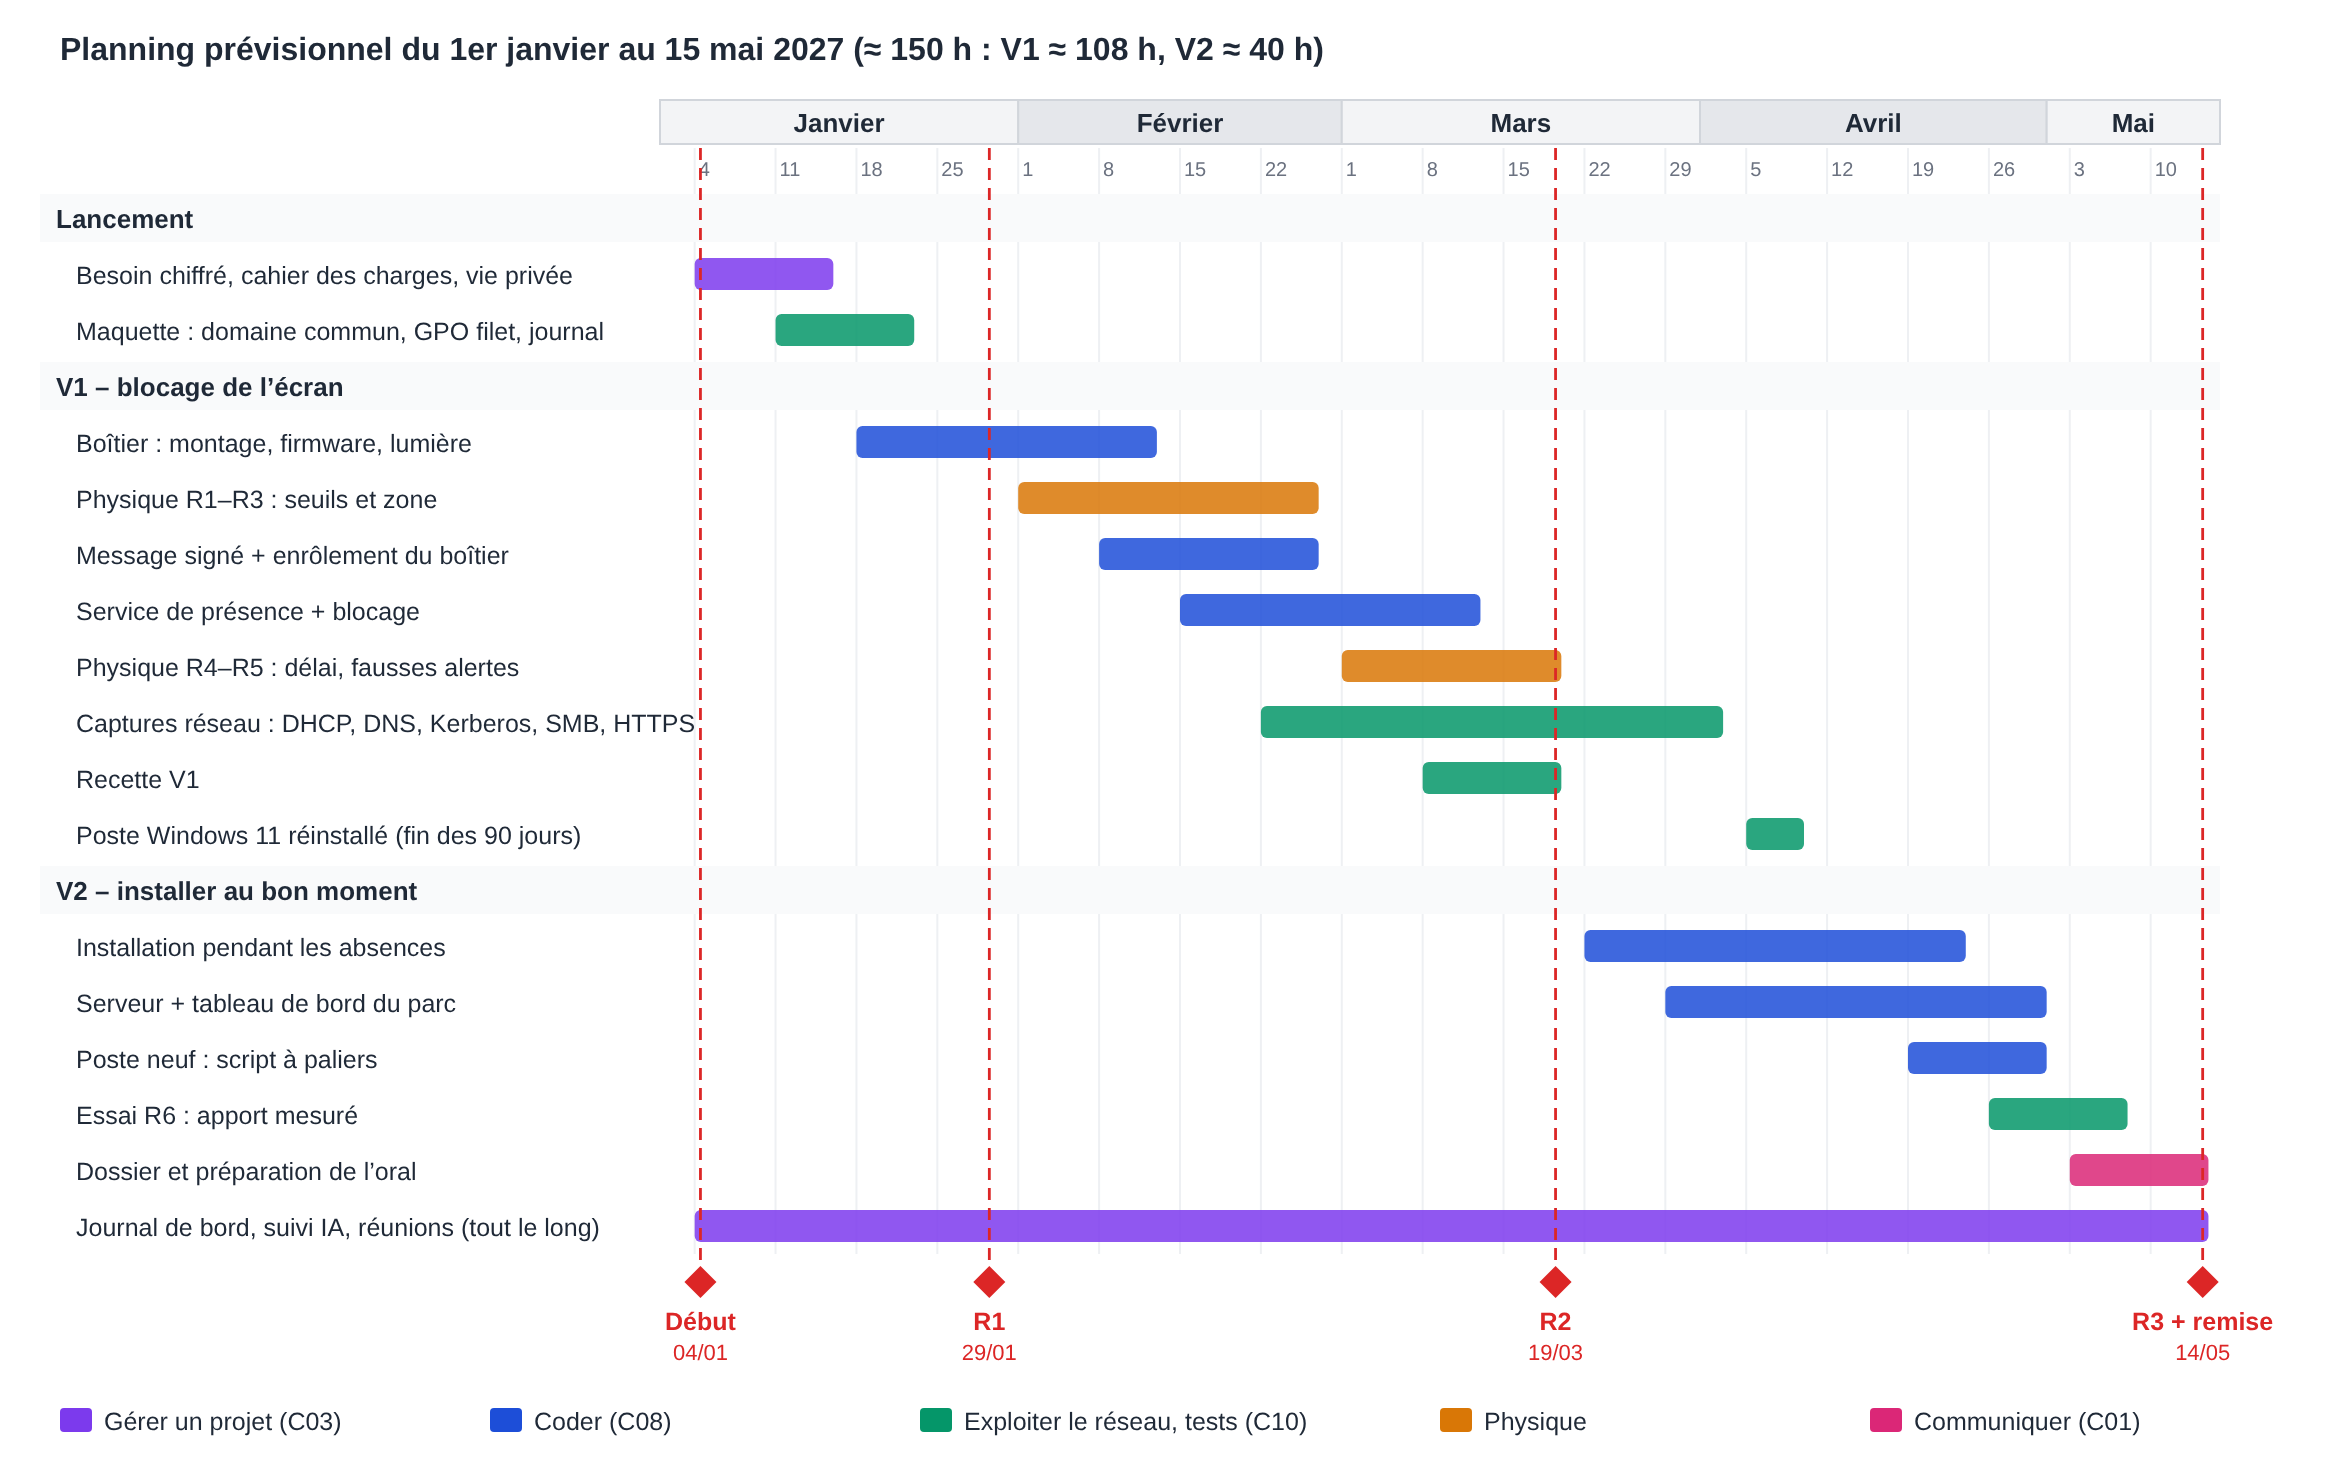 Planning prévisionnel du 1er janvier au 15 mai 2027 (≈ 150 h : V1 ≈ 108 h, V2 ≈ 40 h)
Janvier Février Mars Avril Mai
4 11 18 25 1 8 15 22 1 8 15 22 29 5 12 19 26 3 10
Lancement
Besoin chiffré, cahier des charges, vie privée
Maquette : domaine commun, GPO filet, journal
V1 – blocage de l’écran
Boîtier : montage, firmware, lumière
Physique R1–R3 : seuils et zone
Message signé + enrôlement du boîtier
Service de présence + blocage
Physique R4–R5 : délai, fausses alertes
Captures réseau : DHCP, DNS, Kerberos, SMB, HTTPS
Recette V1
Poste Windows 11 réinstallé (fin des 90 jours)
V2 – installer au bon moment
Installation pendant les absences
Serveur + tableau de bord du parc
Poste neuf : script à paliers
Essai R6 : apport mesuré
Dossier et préparation de l’oral
Journal de bord, suivi IA, réunions (tout le long)
Début R1 R2 R3 + remise
04/01 29/01 19/03 14/05
Gérer un projet (C03) Coder (C08) Exploiter le réseau, tests (C10) Physique Communiquer (C01)